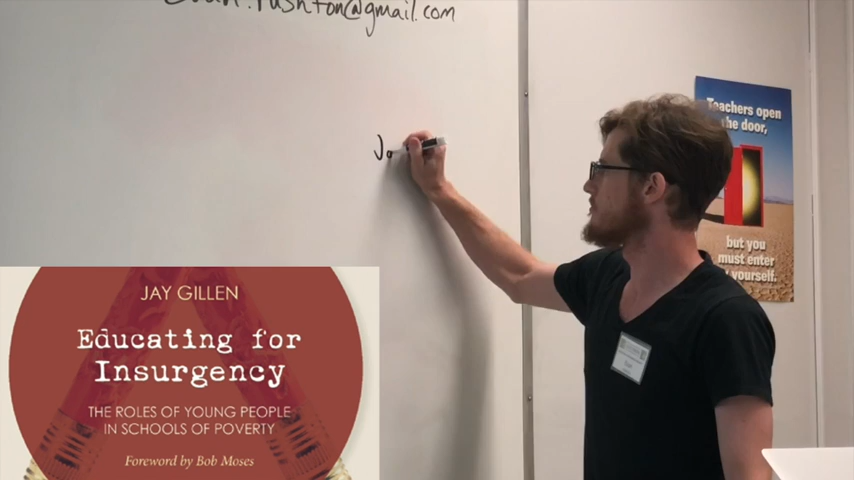 rushton@gmail.com
Jo
Teachers open
the door,
but you
must enter
yourself.
JAY GILLEN
Educating for
Insurgency
THE ROLES OF YOUNG PEOPLE
IN SCHOOLS OF POVERTY
Foreword by Bob Moses